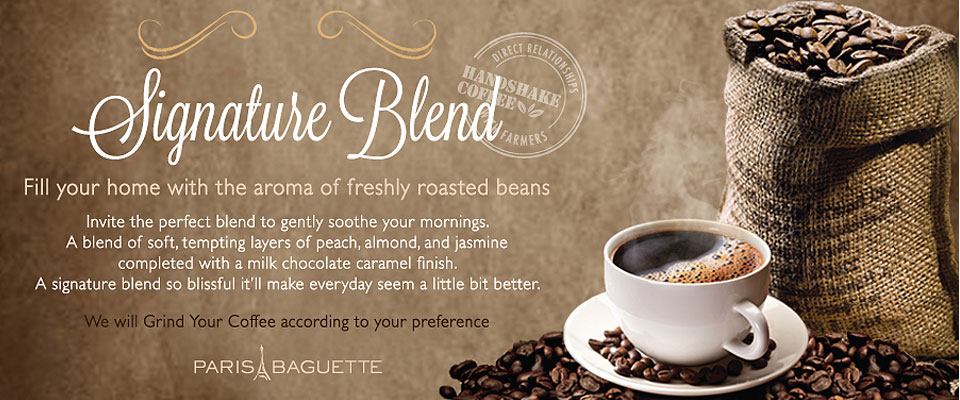 Signature Blend
DIRECT RELATIONSHIPS
HANDSHAKE
COFFEE
FARMERS
Fill your home with the aroma of freshly roasted beans
Invite the perfect blend to gently soothe your mornings.
A blend of soft, tempting layers of peach, almond, and jasmine
completed with a milk chocolate caramel finish.
A signature blend so blissful it'll make everyday seem a little bit better.
We will Grind Your Coffee according to your preference
PARIS BAGUETTE